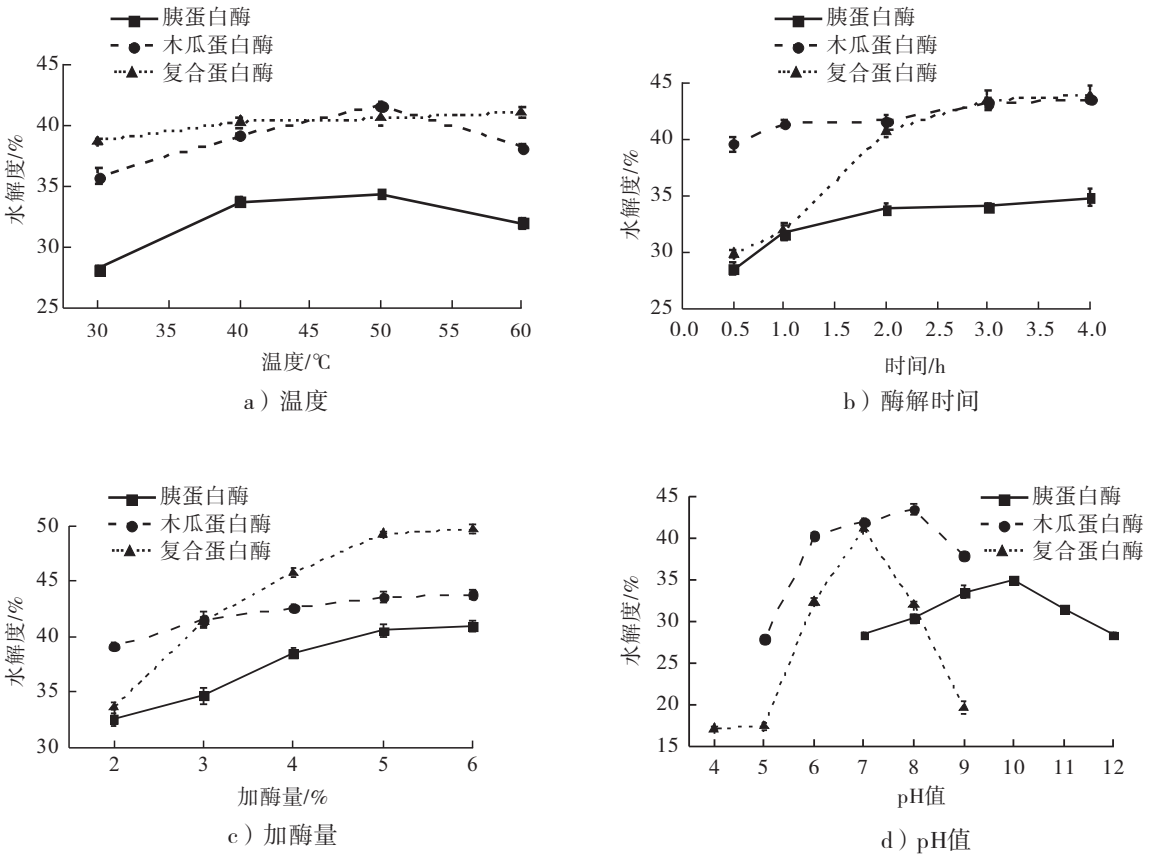 胰蛋白酶
木瓜蛋白酶
复合蛋白酶
45
40
35
30
25
水解度/%
30 35 40 45 50 55 60
温度/℃
a）温度
胰蛋白酶
木瓜蛋白酶
复合蛋白酶
45
40
35
30
25
水解度/%
0.0 0.5 1.0 1.5 2.0 2.5 3.0 3.5 4.0
时间/h
b）酶解时间
胰蛋白酶
木瓜蛋白酶
复合蛋白酶
50
45
40
35
30
水解度/%
2 3 4 5 6
加酶量/%
c）加酶量
胰蛋白酶
木瓜蛋白酶
复合蛋白酶
45
40
35
30
25
20
15
水解度/%
4 5 6 7 8 9 10 11 12
pH值
d）pH值